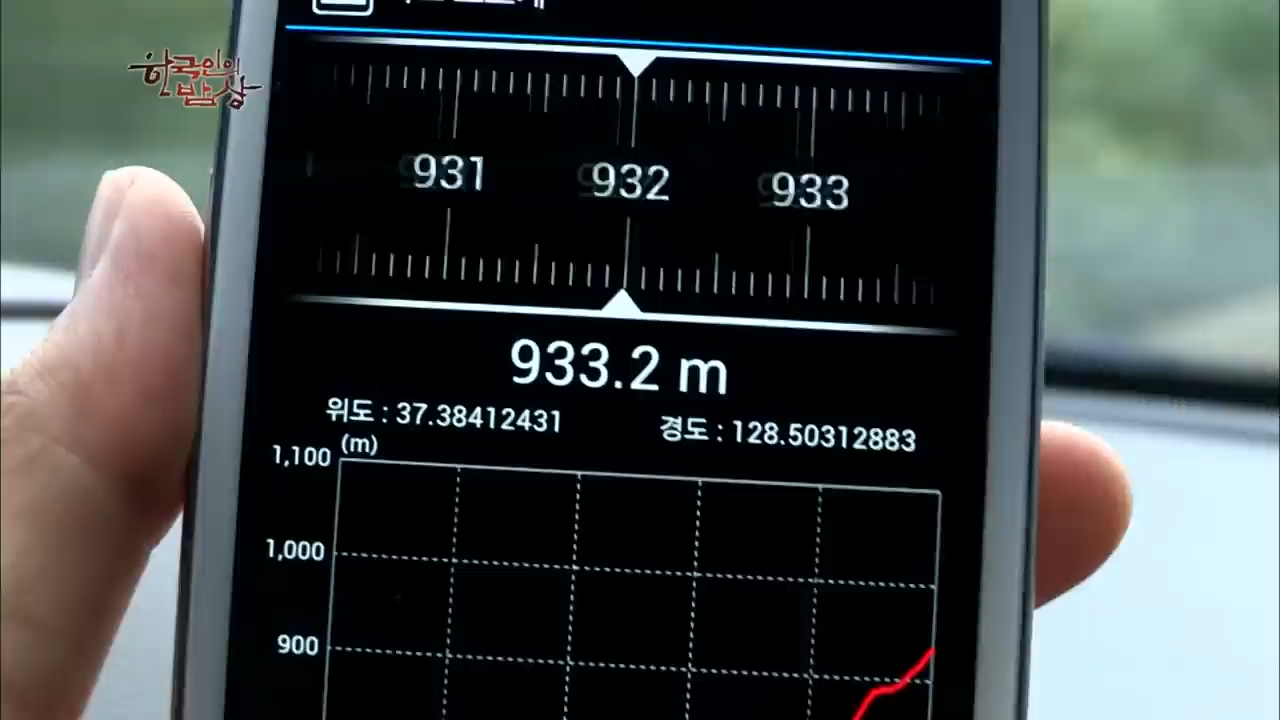 한국인의
밥상
931 932 933
933.2 m
위도 : 37.38412431 경도 : 128.50312883
(m)
1,100
1,000
900